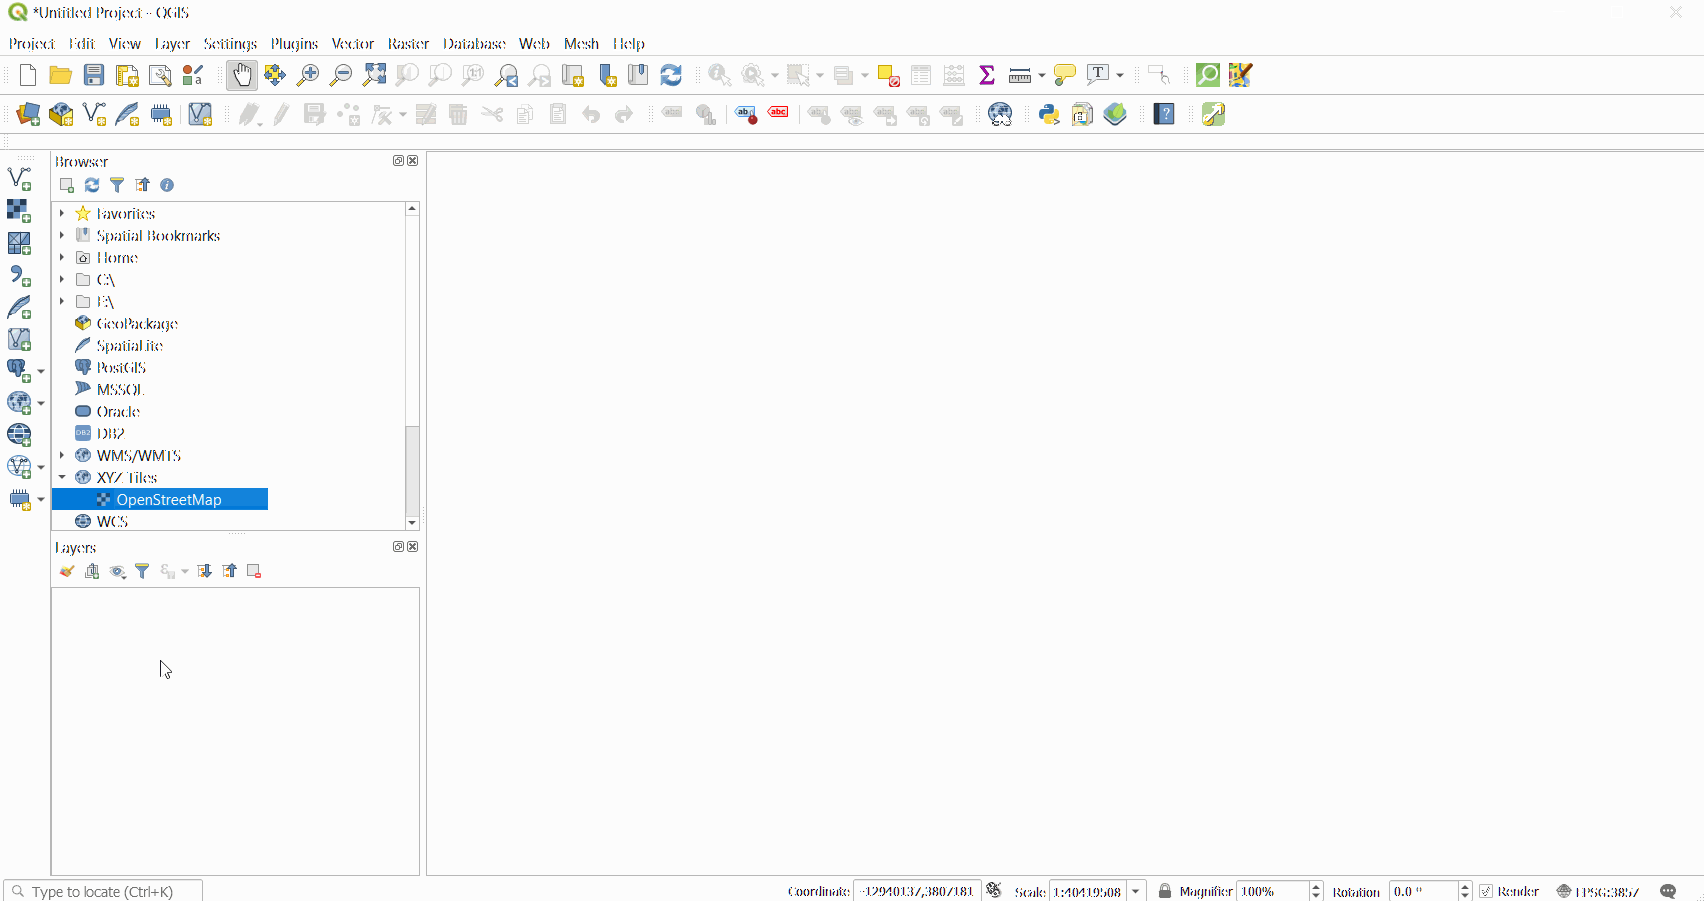 *Untitled Project - QGIS
Project Edit View Layer Settings Plugins Vector Raster Database Web Mesh Help
Browser
Favorites
Spatial Bookmarks
Home
C:\
GeoPackage
SpatiaLite
PostGIS
MSSQL
Oracle
DB2 DB2
WMS/WMTS
XYZ Tiles
OpenStreetMap
WCS
Layers
Type to locate (Ctrl+K) Coordinate -12940137,3807181 Scale 1:40419508 Magnifier 100% Rotation 0.0 ° Render EPSG:3857